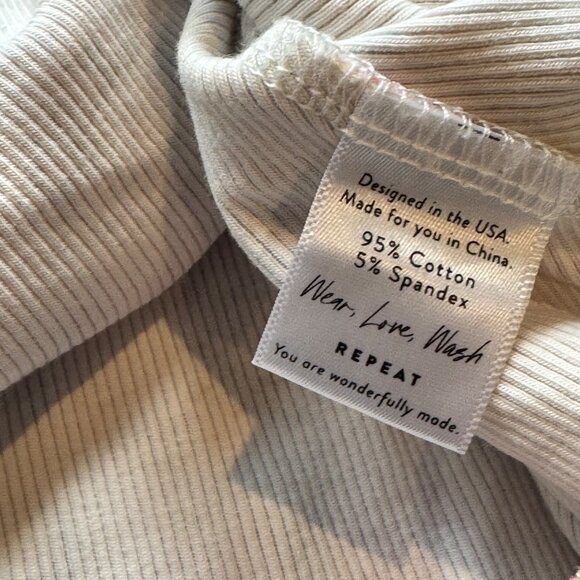 Designed in the USA.
Made for you in China.
95% Cotton
5% Spandex
Wear, Love, Wash
REPEAT
You are wonderfully mode.